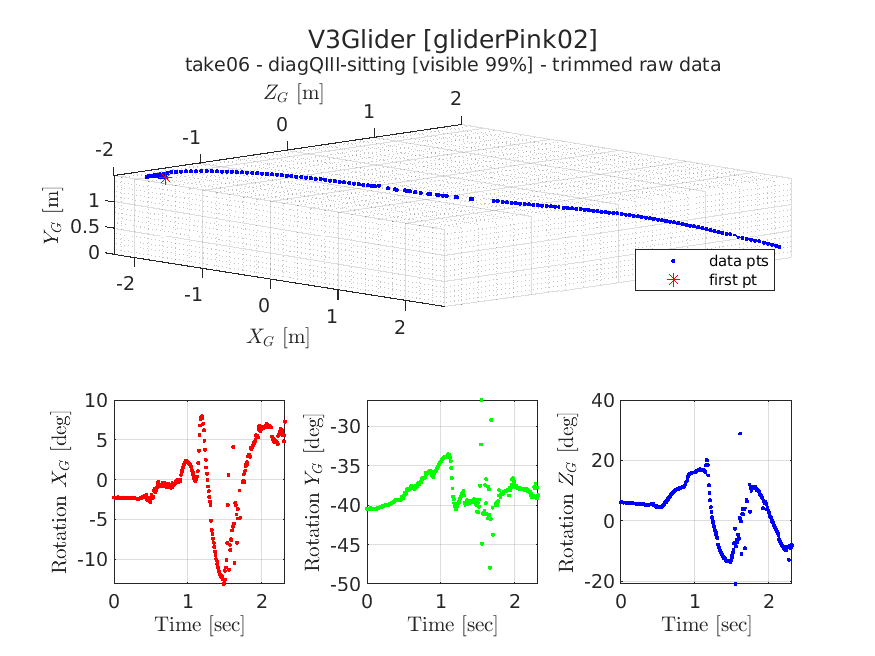 V3Glider [gliderPink02]
take06 - diagQIII-sitting [visible 99%] - trimmed raw data
Z_G [m]
-2 -1 0 1 2
Y_G [m]
1
0.5
0
-2 -1 0 1 2
X_G [m]
data pts
first pt
Rotation X_G [deg]
10
5
0
-5
-10
0 1 2
Time [sec]
Rotation Y_G [deg]
-30
-35
-40
-45
-50
0 1 2
Time [sec]
Rotation Z_G [deg]
40
20
0
-20
0 1 2
Time [sec]